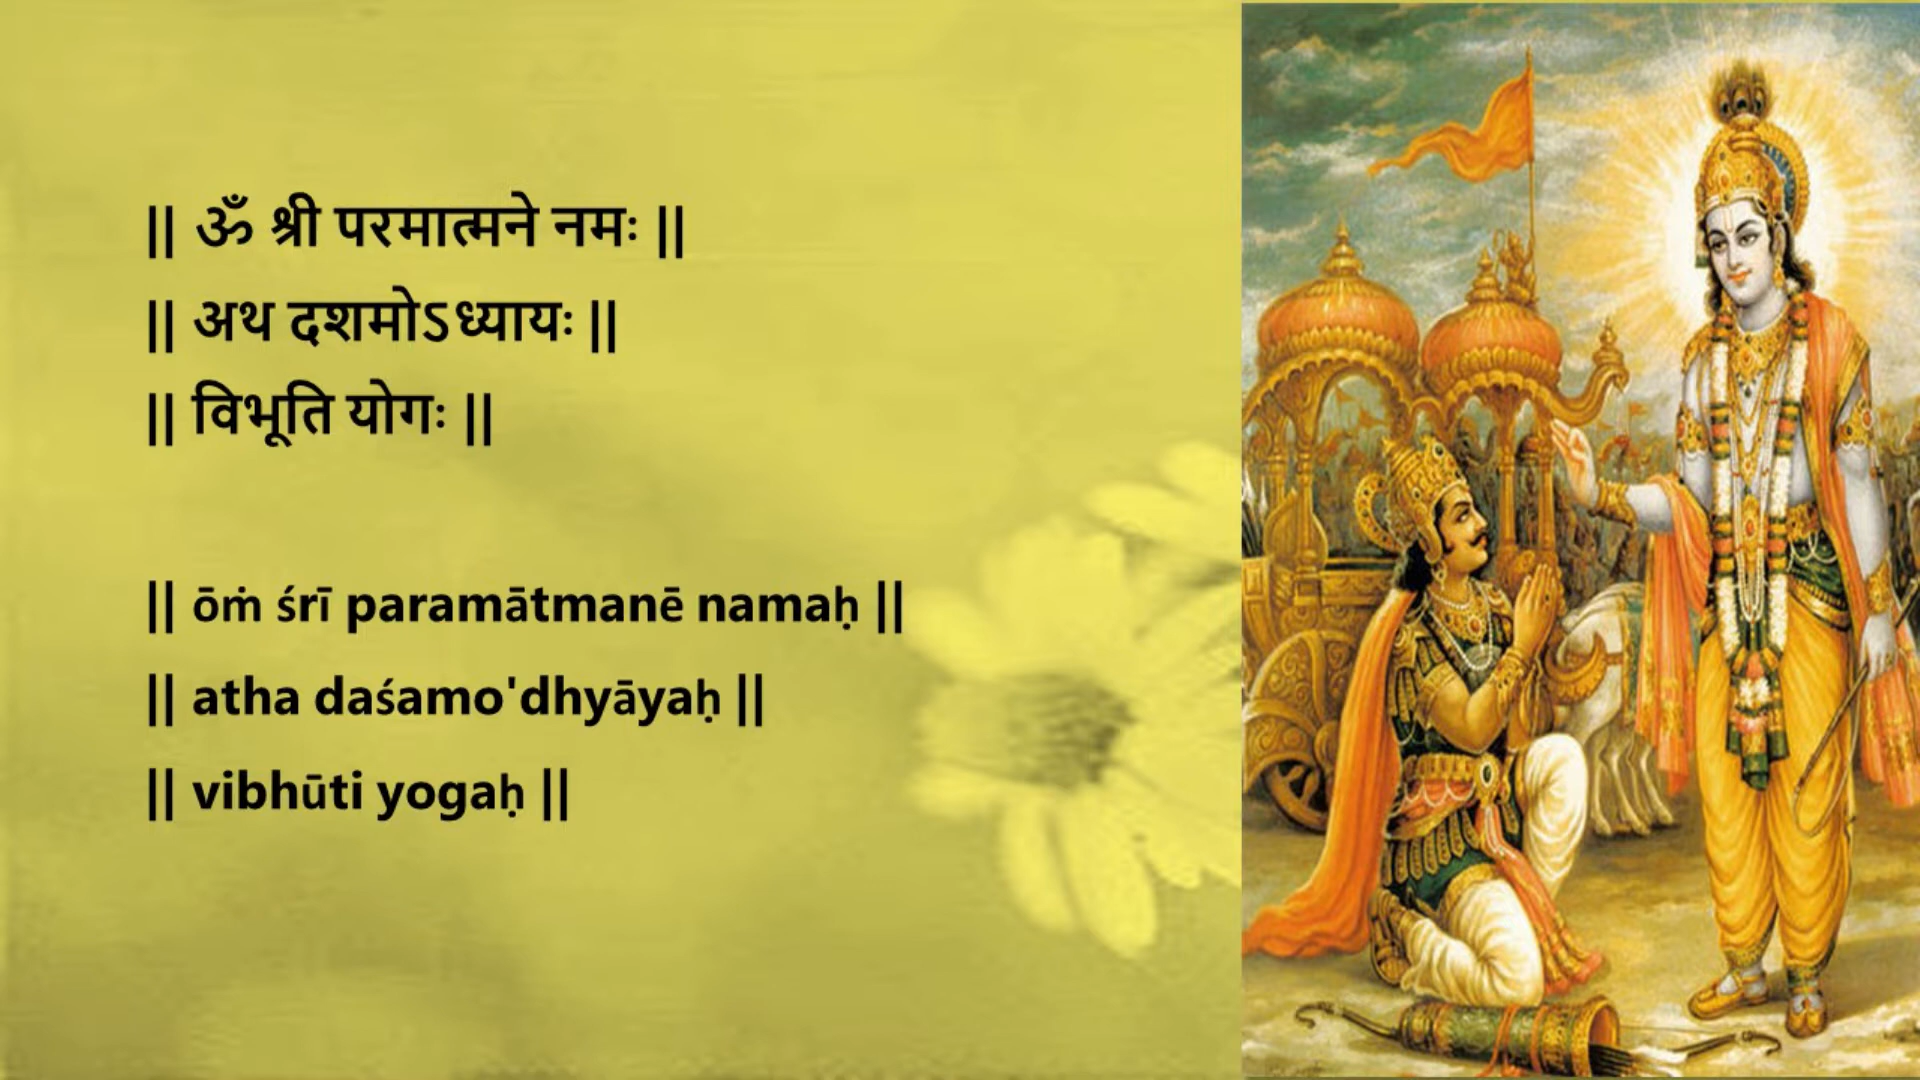 || ॐ श्री परमात्मने नमः ||
|| अथ दशमोऽध्यायः ||
|| विभूति योगः ||
|| ōṁ śrī paramātmanē namaḥ ||
|| atha daśamo'dhyāyaḥ ||
|| vibhūti yogaḥ ||